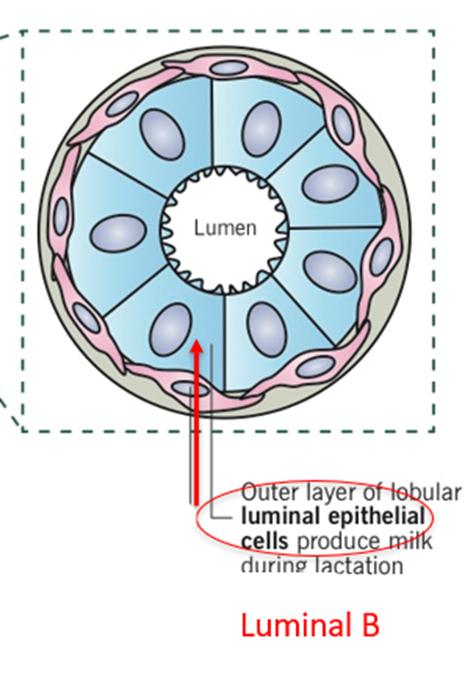 Lumen
Outer layer of lobular
luminal epithelial
cells produce milk
during lactation
Luminal B